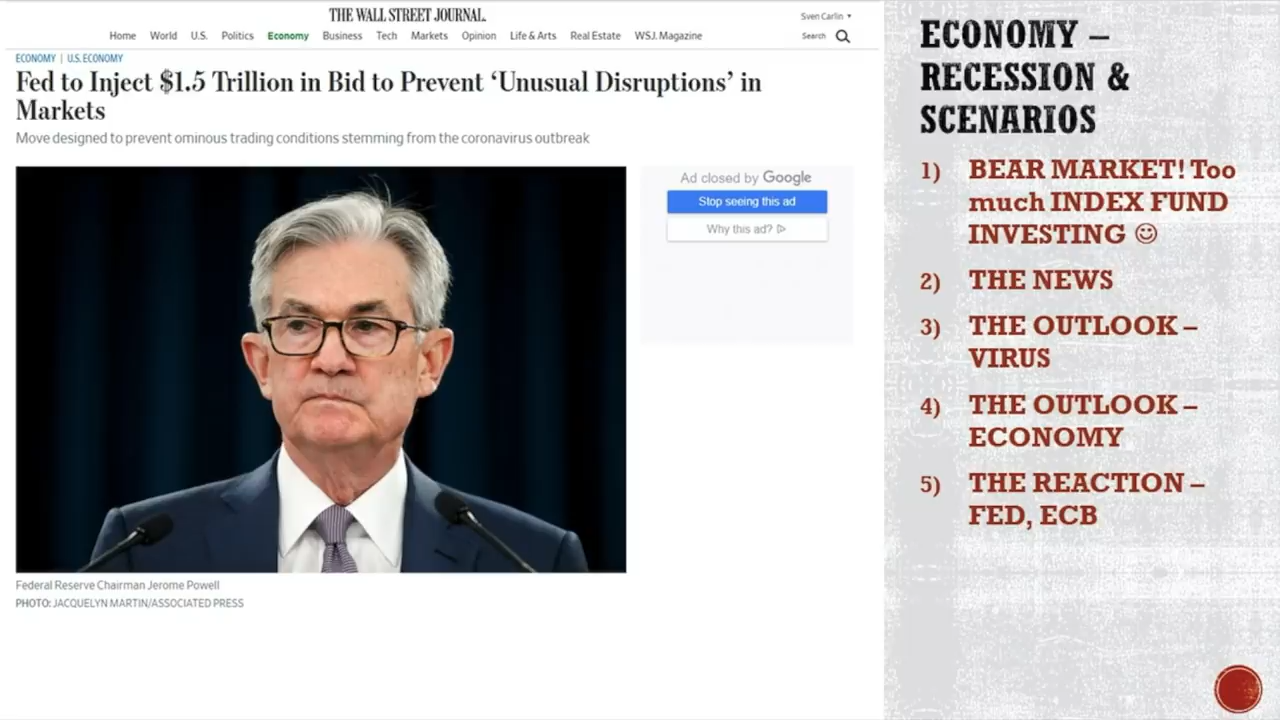 THE WALL STREET JOURNAL.
Sven Carlin ▾
Home World U.S. Politics Economy Business Tech Markets Opinion Life & Arts Real Estate WSJ. Magazine Search
ECONOMY | U.S. ECONOMY
Fed to Inject $1.5 Trillion in Bid to Prevent ‘Unusual Disruptions’ in
Markets
Move designed to prevent ominous trading conditions stemming from the coronavirus outbreak
Ad closed by Google
Stop seeing this ad
Why this ad?
Federal Reserve Chairman Jerome Powell
PHOTO: JACQUELYN MARTIN/ASSOCIATED PRESS
ECONOMY –
RECESSION &
SCENARIOS
1) BEAR MARKET! Too
much INDEX FUND
INVESTING ☺
2) THE NEWS
3) THE OUTLOOK –
VIRUS
4) THE OUTLOOK –
ECONOMY
5) THE REACTION –
FED, ECB